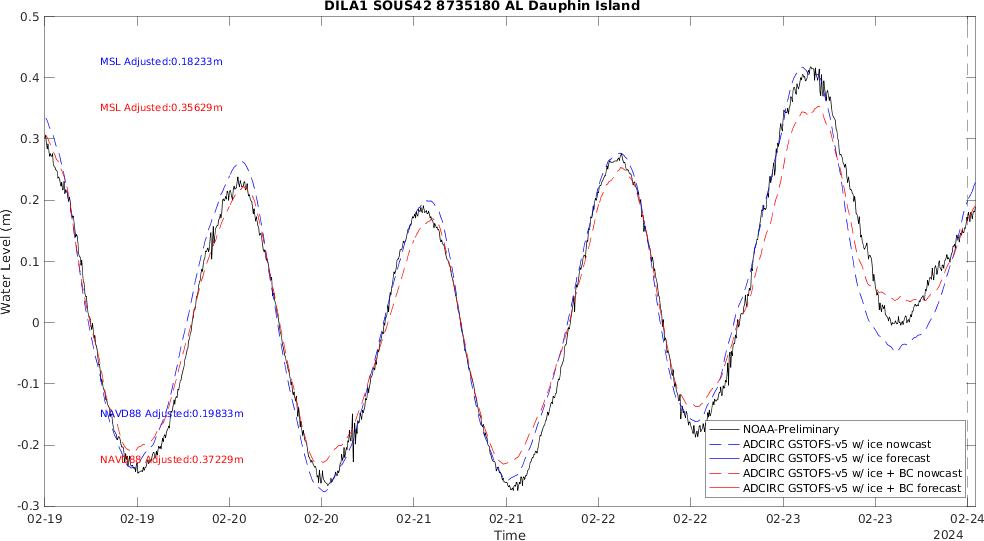 DILA1 SOUS42 8735180 AL Dauphin Island
0.5
MSL Adjusted:0.18233m
0.4
MSL Adjusted:0.35629m
0.3
0.2
0.1
Water Level (m)
0
-0.1
NAVD88 Adjusted:0.19833m
NOAA-Preliminary
-0.2
ADCIRC GSTOFS-v5 w/ ice nowcast
NAVD88 Adjusted:0.37229m
ADCIRC GSTOFS-v5 w/ ice forecast
ADCIRC GSTOFS-v5 w/ ice + BC nowcast
ADCIRC GSTOFS-v5 w/ ice + BC forecast
-0.3
02-19 02-19 02-20 02-20 02-21 02-21 02-22 02-22 02-23 02-23 02-24
Time
2024